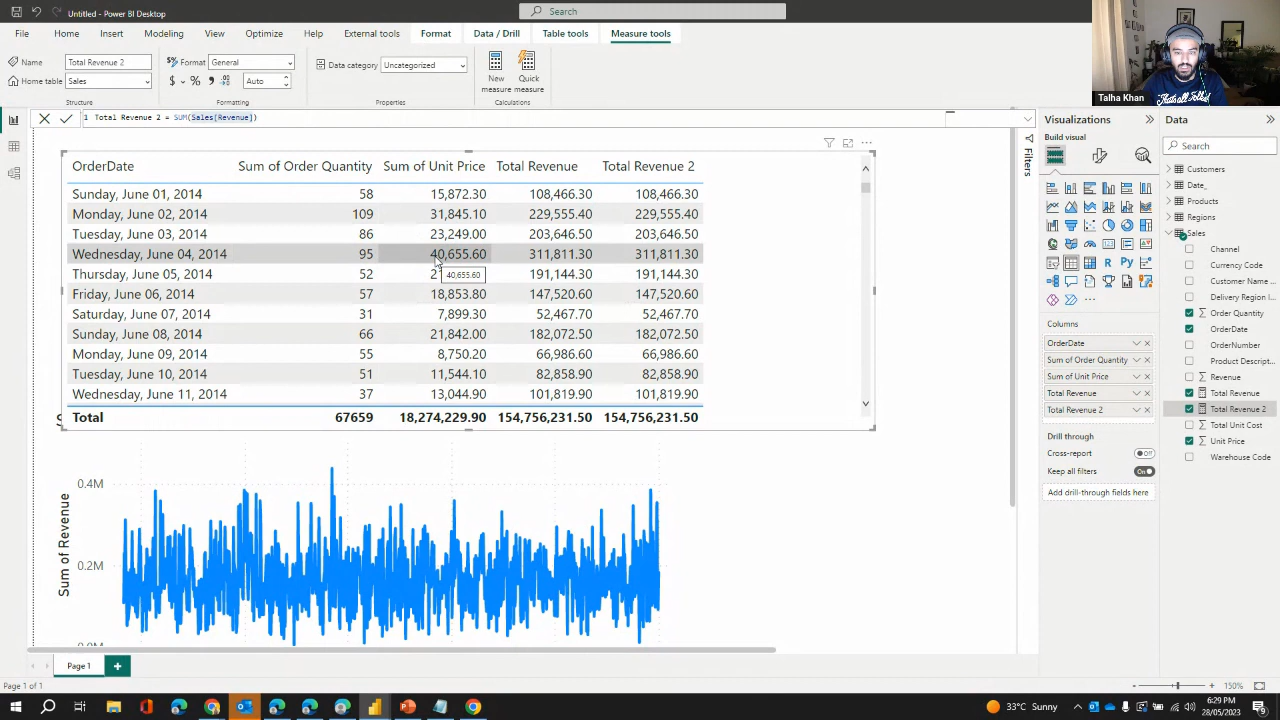 Untitled - Power BI Desktop
Search
Talha Khan
File Home Insert Modeling View Optimize Help External tools Format Data / Drill Table tools Measure tools
Name Total Revenue 2
Home table Sales
Structure
Format General
$ % Auto
Formatting
Data category Uncategorized
Properties
New measure
Quick measure
Calculations
1 Total Revenue 2 = SUM(Sales[Revenue])
OrderDate Sum of Order Quantity Sum of Unit Price Total Revenue Total Revenue 2
Sunday, June 01, 2014 58 15,872.30 108,466.30 108,466.30
Monday, June 02, 2014 109 31,845.10 229,555.40 229,555.40
Tuesday, June 03, 2014 86 23,249.00 203,646.50 203,646.50
Wednesday, June 04, 2014 95 40,655.60 311,811.30 311,811.30
Thursday, June 05, 2014 52 191,144.30 191,144.30
40,655.60
Friday, June 06, 2014 57 18,853.80 147,520.60 147,520.60
Saturday, June 07, 2014 31 7,899.30 52,467.70 52,467.70
Sunday, June 08, 2014 66 21,842.00 182,072.50 182,072.50
Monday, June 09, 2014 55 8,750.20 66,986.60 66,986.60
Tuesday, June 10, 2014 51 11,544.10 82,858.90 82,858.90
Wednesday, June 11, 2014 37 13,044.90 101,819.90 101,819.90
Total 67659 18,274,229.90 154,756,231.50 154,756,231.50
Sum of Revenue
0.4M
0.2M
0.0M
Filters
Visualizations
Build visual
Columns
OrderDate
Sum of Order Quantity
Sum of Unit Price
Total Revenue
Total Revenue 2
Drill through
Cross-report Off
Keep all filters On
Add drill-through fields here
Data
Search
Customers
Date_
Products
Regions
Sales
Channel
Currency Code
Customer Name ...
Delivery Region I...
Order Quantity
OrderDate
OrderNumber
Product Descript...
Revenue
Total Revenue
Total Revenue 2
Total Unit Cost
Unit Price
Warehouse Code
Page 1
Page 1 of 1
150%
33°C Sunny
6:29 PM
28/05/2023